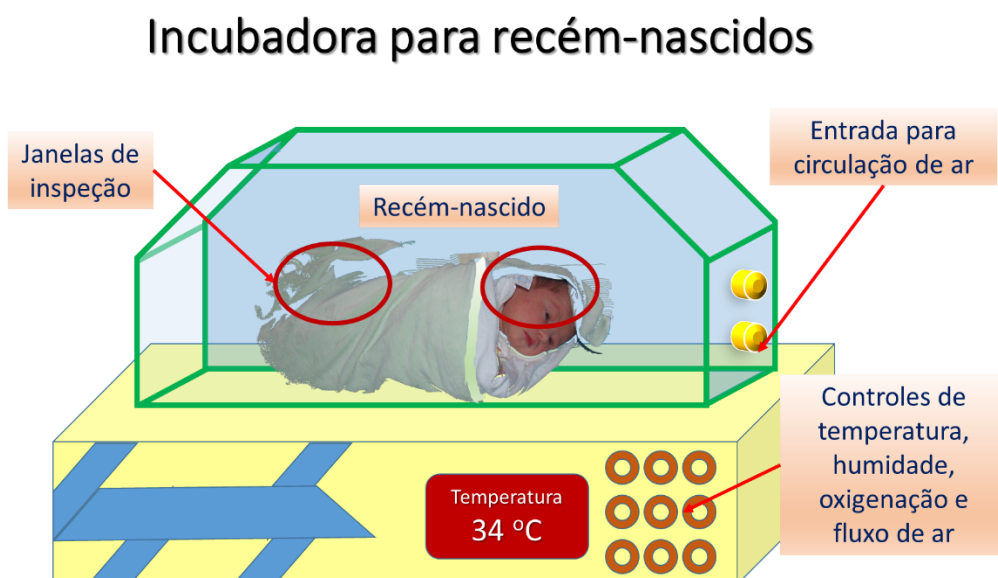 Incubadora para recém-nascidos
Janelas de
inspeção
Recém-nascido
Entrada para
circulação de ar
Controles de
temperatura,
humidade,
oxigenação e
fluxo de ar
Temperatura
34 ºC